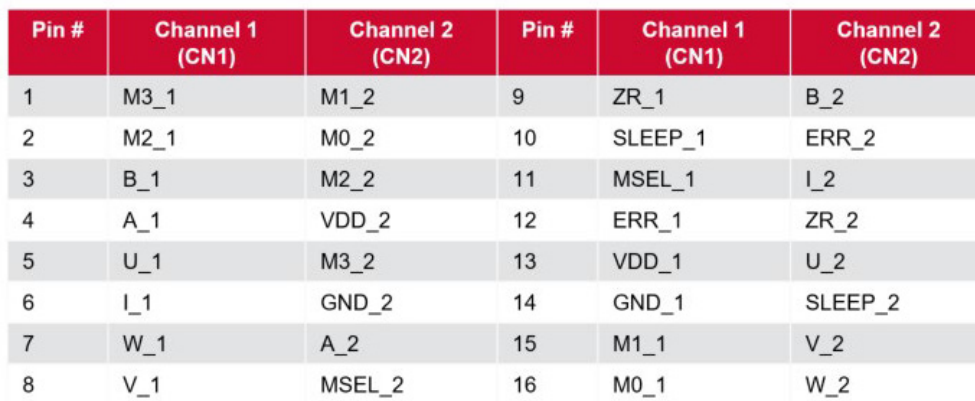 Pin # Channel 1 (CN1) Channel 2 (CN2) Pin # Channel 1 (CN1) Channel 2 (CN2)
1 M3_1 M1_2 9 ZR_1 B_2
2 M2_1 M0_2 10 SLEEP_1 ERR_2
3 B_1 M2_2 11 MSEL_1 I_2
4 A_1 VDD_2 12 ERR_1 ZR_2
5 U_1 M3_2 13 VDD_1 U_2
6 I_1 GND_2 14 GND_1 SLEEP_2
7 W_1 A_2 15 M1_1 V_2
8 V_1 MSEL_2 16 M0_1 W_2